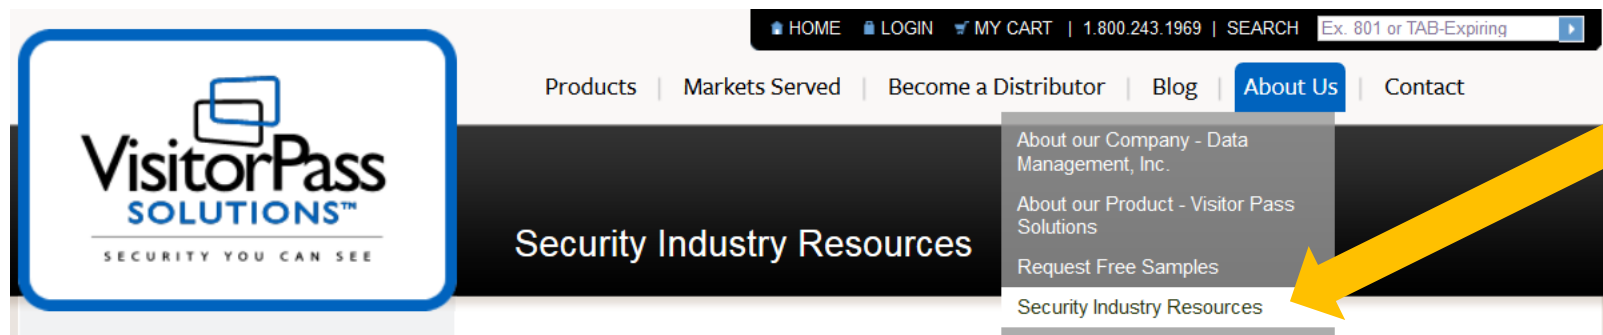 HOME LOGIN MY CART | 1.800.243.1969 | SEARCH Ex. 801 or TAB-Expiring
Products | Markets Served | Become a Distributor | Blog | About Us | Contact
VisitorPass
SOLUTIONS™
SECURITY YOU CAN SEE
Security Industry Resources
About our Company - Data
Management, Inc.
About our Product - Visitor Pass
Solutions
Request Free Samples
Security Industry Resources